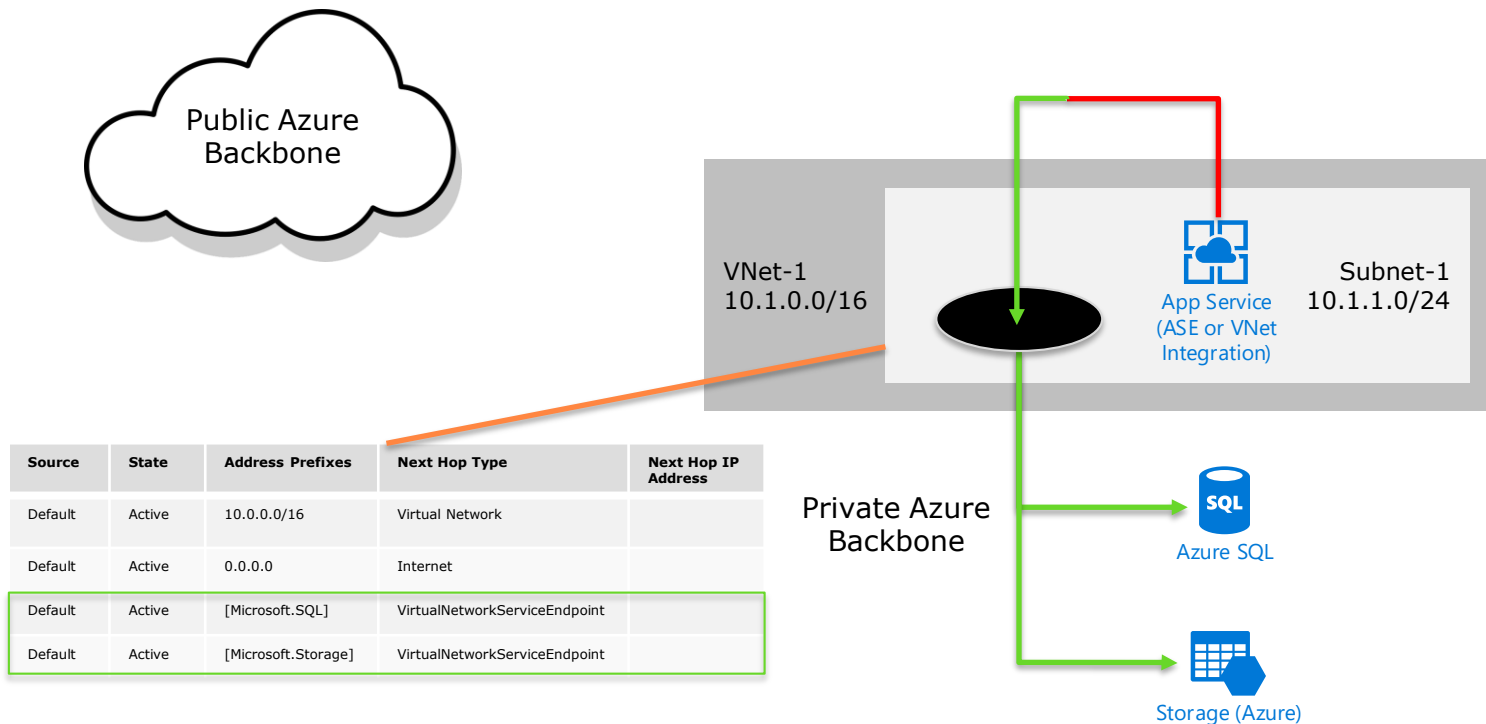 Public Azure
Backbone
VNet-1
10.1.0.0/16
App Service
(ASE or VNet
Integration)
Subnet-1
10.1.1.0/24
Source State Address Prefixes Next Hop Type Next Hop IP
Address
Default Active 10.0.0.0/16 Virtual Network
Default Active 0.0.0.0 Internet
Default Active [Microsoft.SQL] VirtualNetworkServiceEndpoint
Default Active [Microsoft.Storage] VirtualNetworkServiceEndpoint
Private Azure
Backbone
SQL
Azure SQL
Storage (Azure)